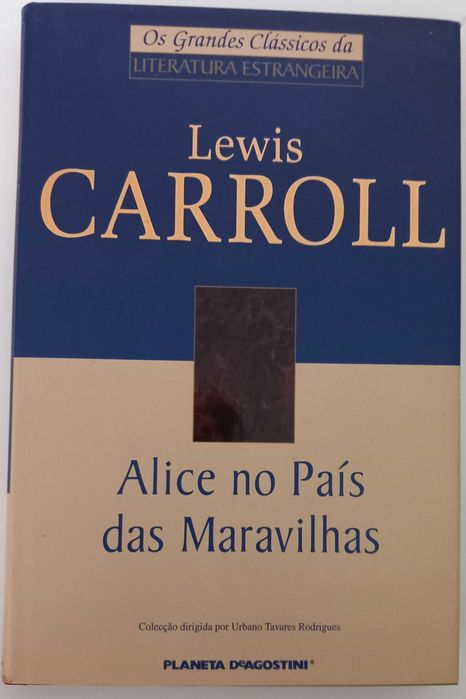 Os Grandes Clássicos da
LITERATURA ESTRANGEIRA
Lewis
CARROLL
Alice no País
das Maravilhas
Colecção dirigida por Urbano Tavares Rodrigues
PLANETA DeAGOSTINI®